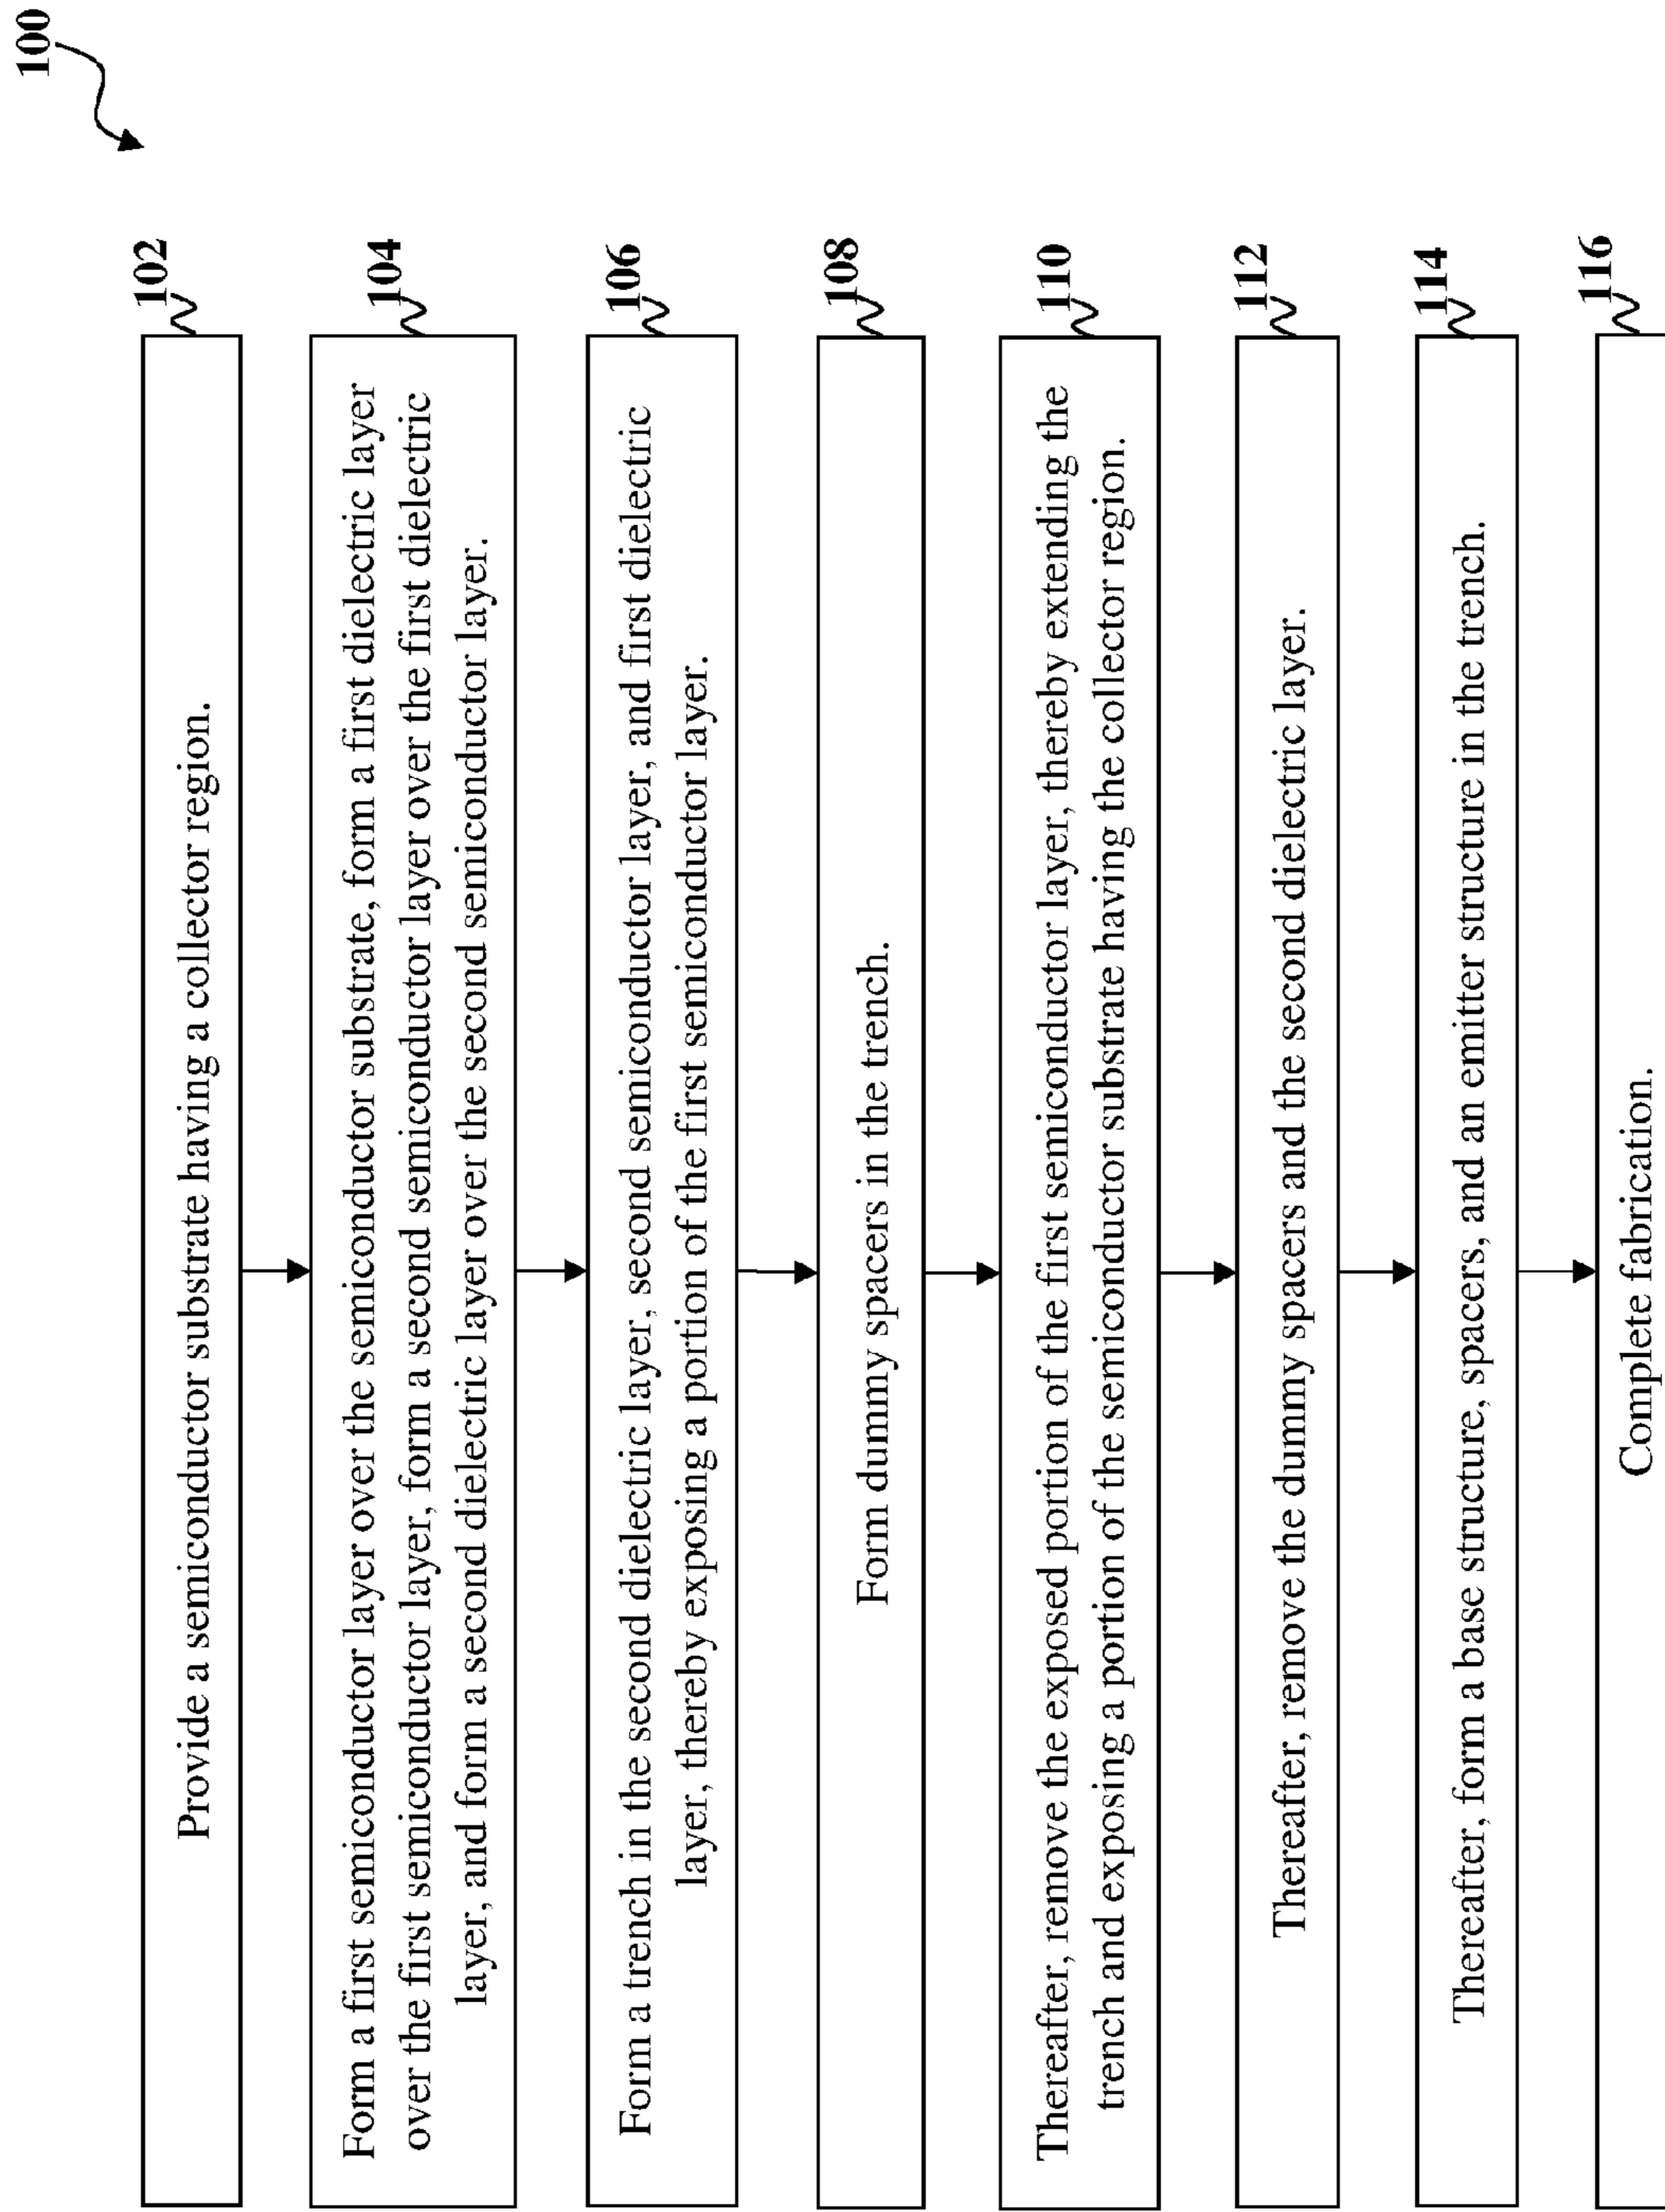 100
102
Provide a semiconductor substrate having a collector region.
104
Form a first semiconductor layer over the semiconductor substrate, form a first dielectric layer
over the first semiconductor layer, form a second semiconductor layer over the first dielectric
layer, and form a second dielectric layer over the second semiconductor layer.
106
Form a trench in the second dielectric layer, second semiconductor layer, and first dielectric
layer, thereby exposing a portion of the first semiconductor layer.
108
Form dummy spacers in the trench.
110
Thereafter, remove the exposed portion of the first semiconductor layer, thereby extending the
trench and exposing a portion of the semiconductor substrate having the collector region.
112
Thereafter, remove the dummy spacers and the second dielectric layer.
114
Thereafter, form a base structure, spacers, and an emitter structure in the trench.
116
Complete fabrication.